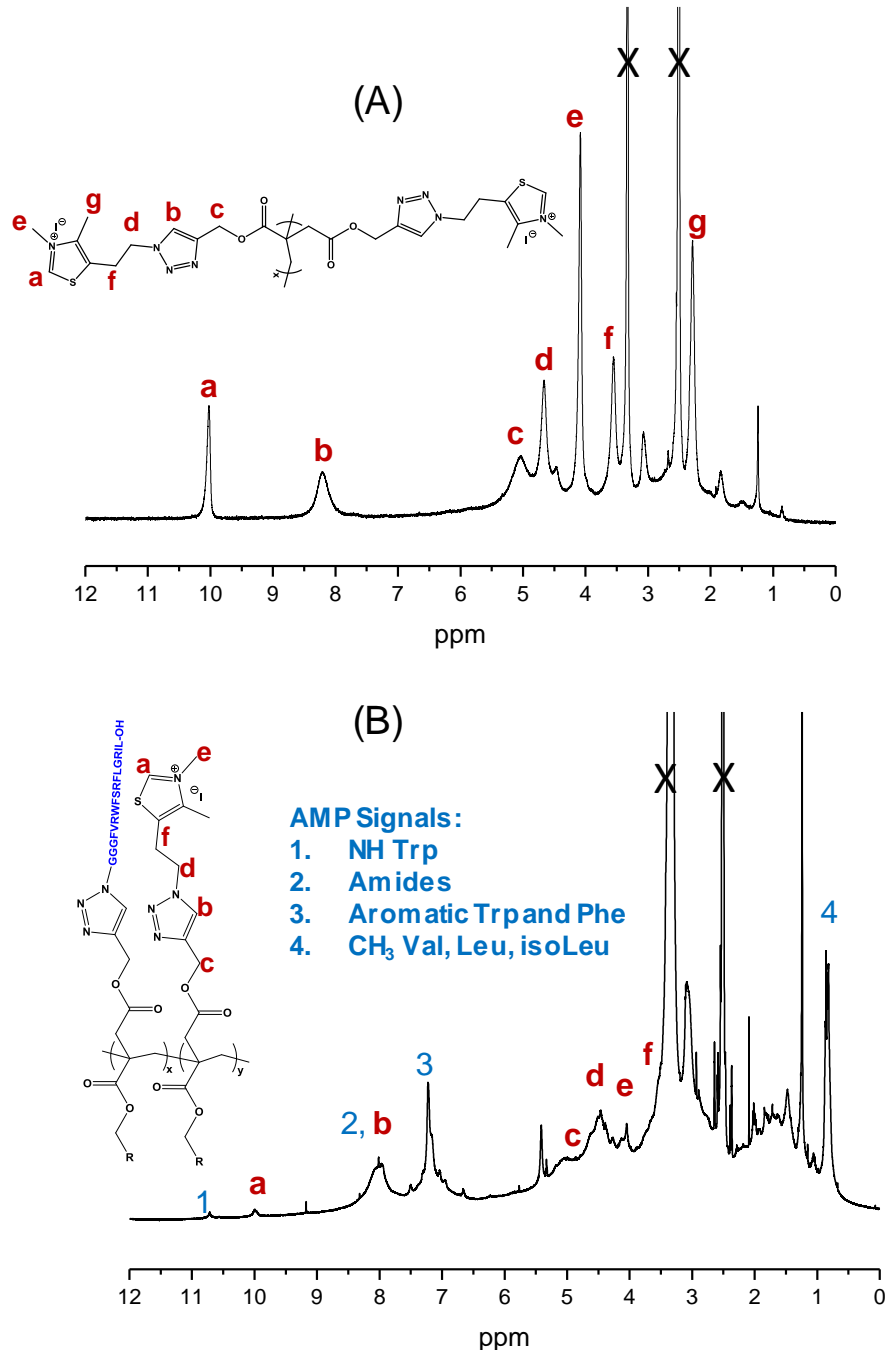 (A)
X X
e
g
e
I⊖
g
d
b
c
N
+
a
S
f
N
N
N
O
O
x
O
O
N
N
N
S
N
+
I⊖
a
b
c
d
f
12 11 10 9 8 7 6 5 4 3 2 1 0
ppm
(B)
X X
GGGFVRWFSRFLGRIL-OH
a
e
N
⊕
⊖I
S
f
d
N
N
N
b
N
N
N
c
O
O
O
O
x
y
O
O
O
O
R
R
AMP Signals:
1. NH Trp
2. Amides
3. Aromatic Trp and Phe
4. CH3 Val, Leu, isoLeu
1
a
2, b
3
c
d
e
f
4
12 11 10 9 8 7 6 5 4 3 2 1 0
ppm